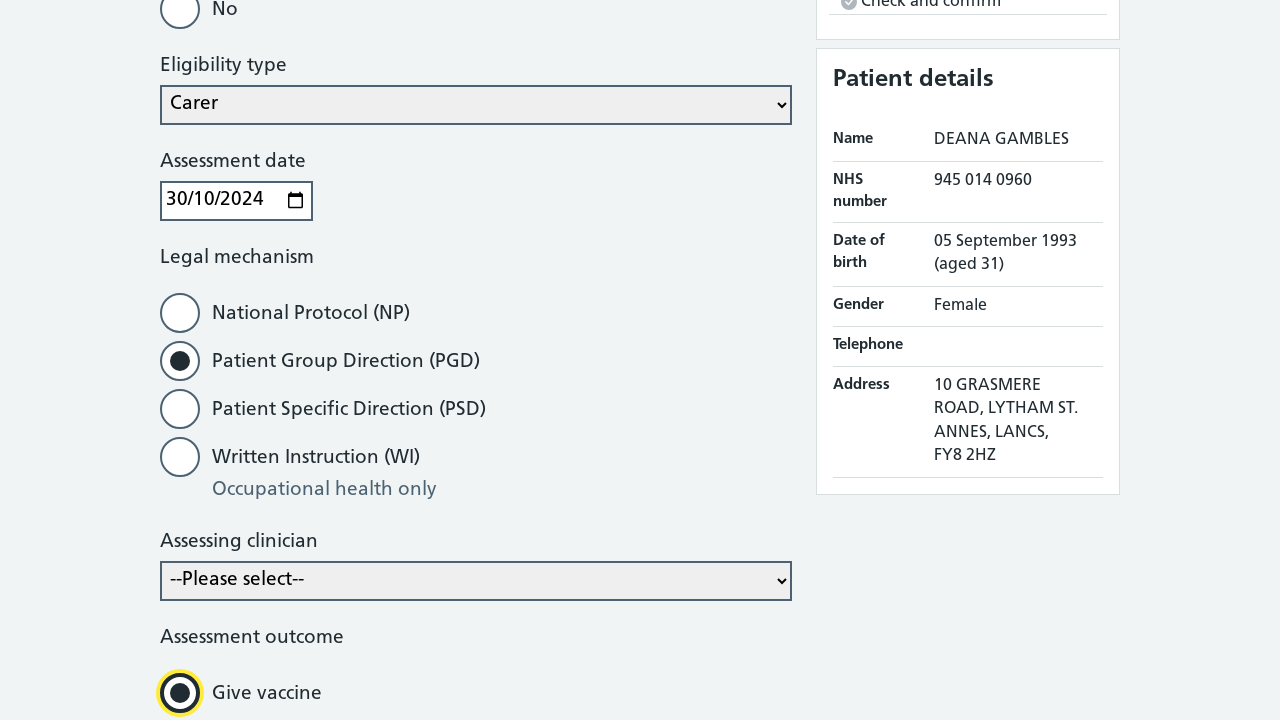 No
Eligibility type
Carer
Assessment date
30/10/2024
Legal mechanism
National Protocol (NP)
Patient Group Direction (PGD)
Patient Specific Direction (PSD)
Written Instruction (WI)
Occupational health only
Assessing clinician
--Please select--
Assessment outcome
Give vaccine
Check and confirm
Patient details
Name DEANA GAMBLES
NHS number 945 014 0960
Date of birth 05 September 1993 (aged 31)
Gender Female
Telephone
Address 10 GRASMERE
ROAD, LYTHAM ST.
ANNES, LANCS,
FY8 2HZ